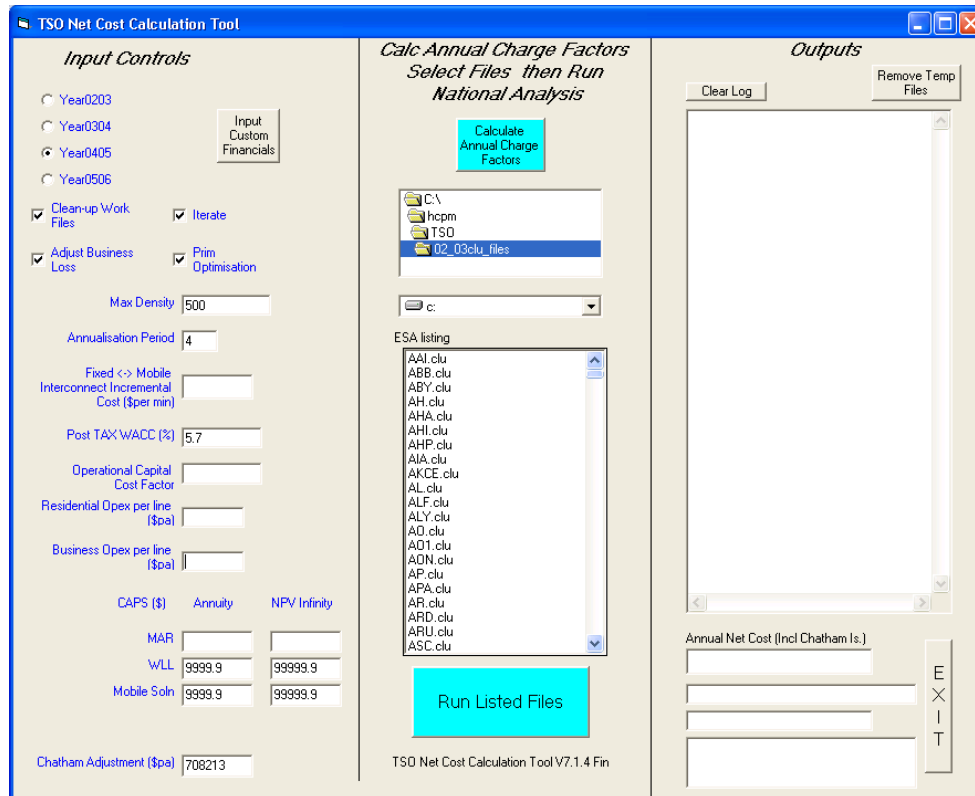 TSO Net Cost Calculation Tool
Input Controls
Year0203
Year0304
Year0405
Year0506
Input
Custom
Financials
Clean-up Work
Files
Iterate
Adjust Business
Loss
Prim
Optimisation
Max Density 500
Annualisation Period 4
Fixed <-> Mobile
Interconnect Incremental
Cost ($per min)
Post TAX WACC (%) 5.7
Operational Capital
Cost Factor
Residential Opex per line
($pa)
Business Opex per line
($pa)
CAPS ($) Annuity NPV Infinity
MAR
WLL 9999.9 99999.9
Mobile Soln 9999.9 99999.9
Chatham Adjustment ($pa) 708213
Calc Annual Charge Factors
Select Files then Run
National Analysis
Calculate
Annual Charge
Factors
C:\
hcpm
TSO
02_03clu_files
c:
ESA listing
AAI.clu
ABB.clu
ABY.clu
AH.clu
AHA.clu
AHI.clu
AHP.clu
AIA.clu
AKCE.clu
AL.clu
ALF.clu
ALY.clu
AO.clu
AO1.clu
AON.clu
AP.clu
APA.clu
AR.clu
ARD.clu
ARU.clu
ASC.clu
Run Listed Files
TSO Net Cost Calculation Tool V7.1.4 Fin
Outputs
Clear Log
Remove Temp
Files
Annual Net Cost (Incl Chatham Is.)
EXIT